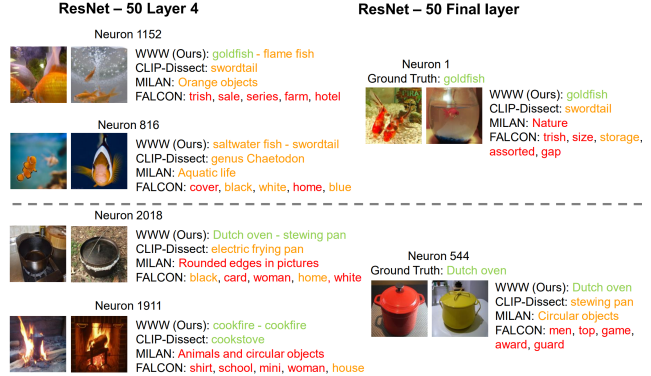 ResNet – 50 Layer 4
Neuron 1152
WWW (Ours): goldfish - flame fish
CLIP-Dissect: swordtail
MILAN: Orange objects
FALCON: trish, sale, series, farm, hotel
Neuron 816
WWW (Ours): saltwater fish - swordtail
CLIP-Dissect: genus Chaetodon
MILAN: Aquatic life
FALCON: cover, black, white, home, blue
Neuron 2018
WWW (Ours): Dutch oven - stewing pan
CLIP-Dissect: electric frying pan
MILAN: Rounded edges in pictures
FALCON: black, card, woman, home, white
Neuron 1911
WWW (Ours): cookfire - cookfire
CLIP-Dissect: cookstove
MILAN: Animals and circular objects
FALCON: shirt, school, mini, woman, house
ResNet – 50 Final layer
Neuron 1
Ground Truth: goldfish
WWW (Ours): goldfish
CLIP-Dissect: swordtail
MILAN: Nature
FALCON: trish, size, storage,
assorted, gap
Neuron 544
Ground Truth: Dutch oven
WWW (Ours): Dutch oven
CLIP-Dissect: stewing pan
MILAN: Circular objects
FALCON: men, top, game,
award, guard